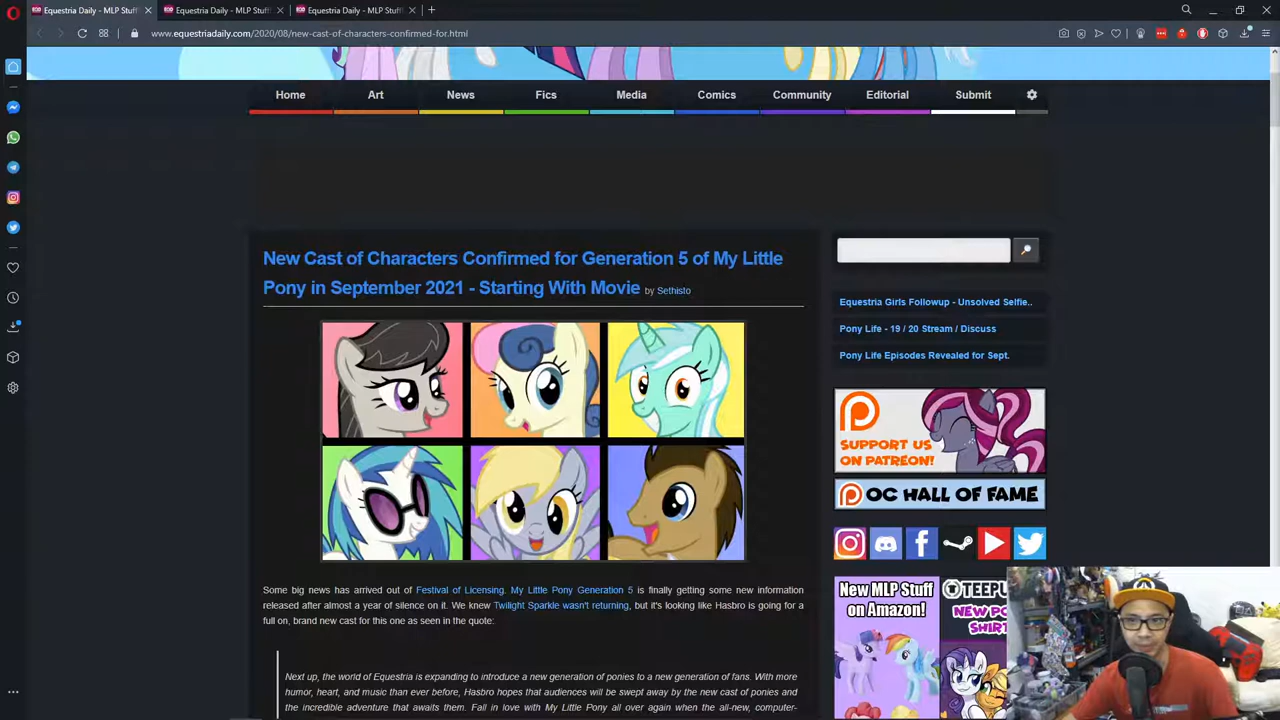 Equestria Daily - MLP Stuff
Equestria Daily - MLP Stuff
Equestria Daily - MLP Stuff
www.equestriadaily.com/2020/08/new-cast-of-characters-confirmed-for.html
Home Art News Fics Media Comics Community Editorial Submit
New Cast of Characters Confirmed for Generation 5 of My Little
Pony in September 2021 - Starting With Movie by Sethisto
Some big news has arrived out of Festival of Licensing. My Little Pony Generation 5 is finally getting some new information
released after almost a year of silence on it. We knew Twilight Sparkle wasn't returning, but it's looking like Hasbro is going for a
full on, brand new cast for this one as seen in the quote:
Next up, the world of Equestria is expanding to introduce a new generation of ponies to a new generation of fans. With more
humor, heart, and music than ever before, Hasbro hopes that audiences will be swept away by the new cast of ponies and
the incredible adventure that awaits them. Fall in love with My Little Pony all over again when the all-new, computer-
Equestria Girls Followup - Unsolved Selfie..
Pony Life - 19 / 20 Stream / Discuss
Pony Life Episodes Revealed for Sept.
SUPPORT US
ON PATREON!
OC HALL OF FAME
New MLP Stuff
on Amazon!